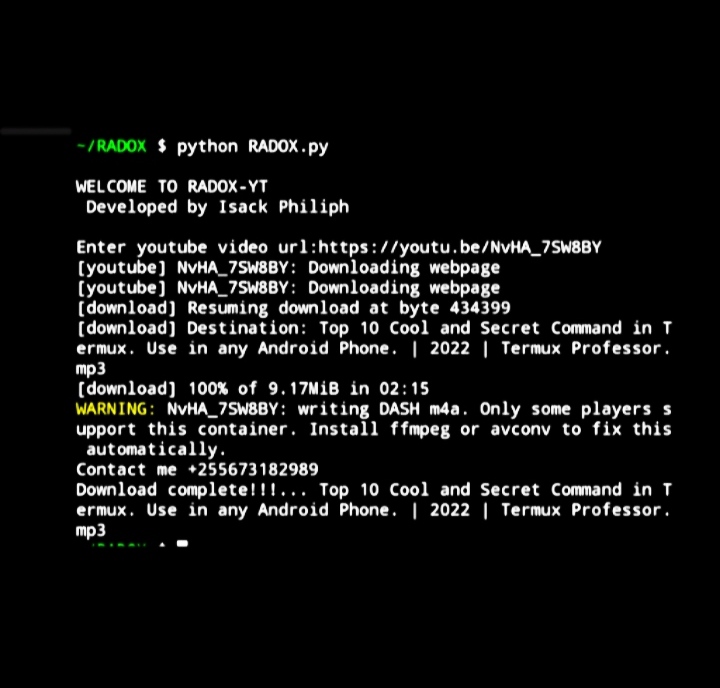 ~/RADOX $ python RADOX.py
WELCOME TO RADOX-YT
Developed by Isack Philiph
Enter youtube video url:https://youtu.be/NvHA_7SW8BY
[youtube] NvHA_7SW8BY: Downloading webpage
[youtube] NvHA_7SW8BY: Downloading webpage
[download] Resuming download at byte 434399
[download] Destination: Top 10 Cool and Secret Command in T
ermux. Use in any Android Phone. | 2022 | Termux Professor.
mp3
[download] 100% of 9.17MiB in 02:15
WARNING: NvHA_7SW8BY: writing DASH m4a. Only some players s
upport this container. Install ffmpeg or avconv to fix this
automatically.
Contact me +255673182989
Download complete!!!... Top 10 Cool and Secret Command in T
ermux. Use in any Android Phone. | 2022 | Termux Professor.
mp3